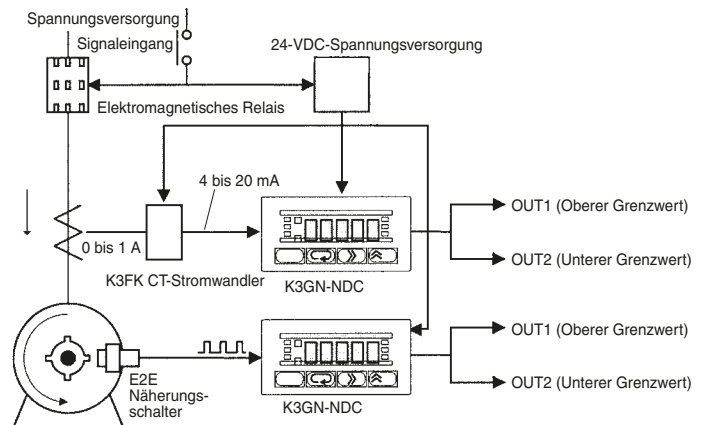 Spannungsversorgung
Signaleingang
24-VDC-Spannungsversorgung
Elektromagnetisches Relais
4 bis 20 mA
OUT1 (Oberer Grenzwert)
0 bis 1 A
OUT2 (Unterer Grenzwert)
K3FK CT-Stromwandler
K3GN-NDC
OUT1 (Oberer Grenzwert)
E2E
Näherungs-
schalter
OUT2 (Unterer Grenzwert)
K3GN-NDC